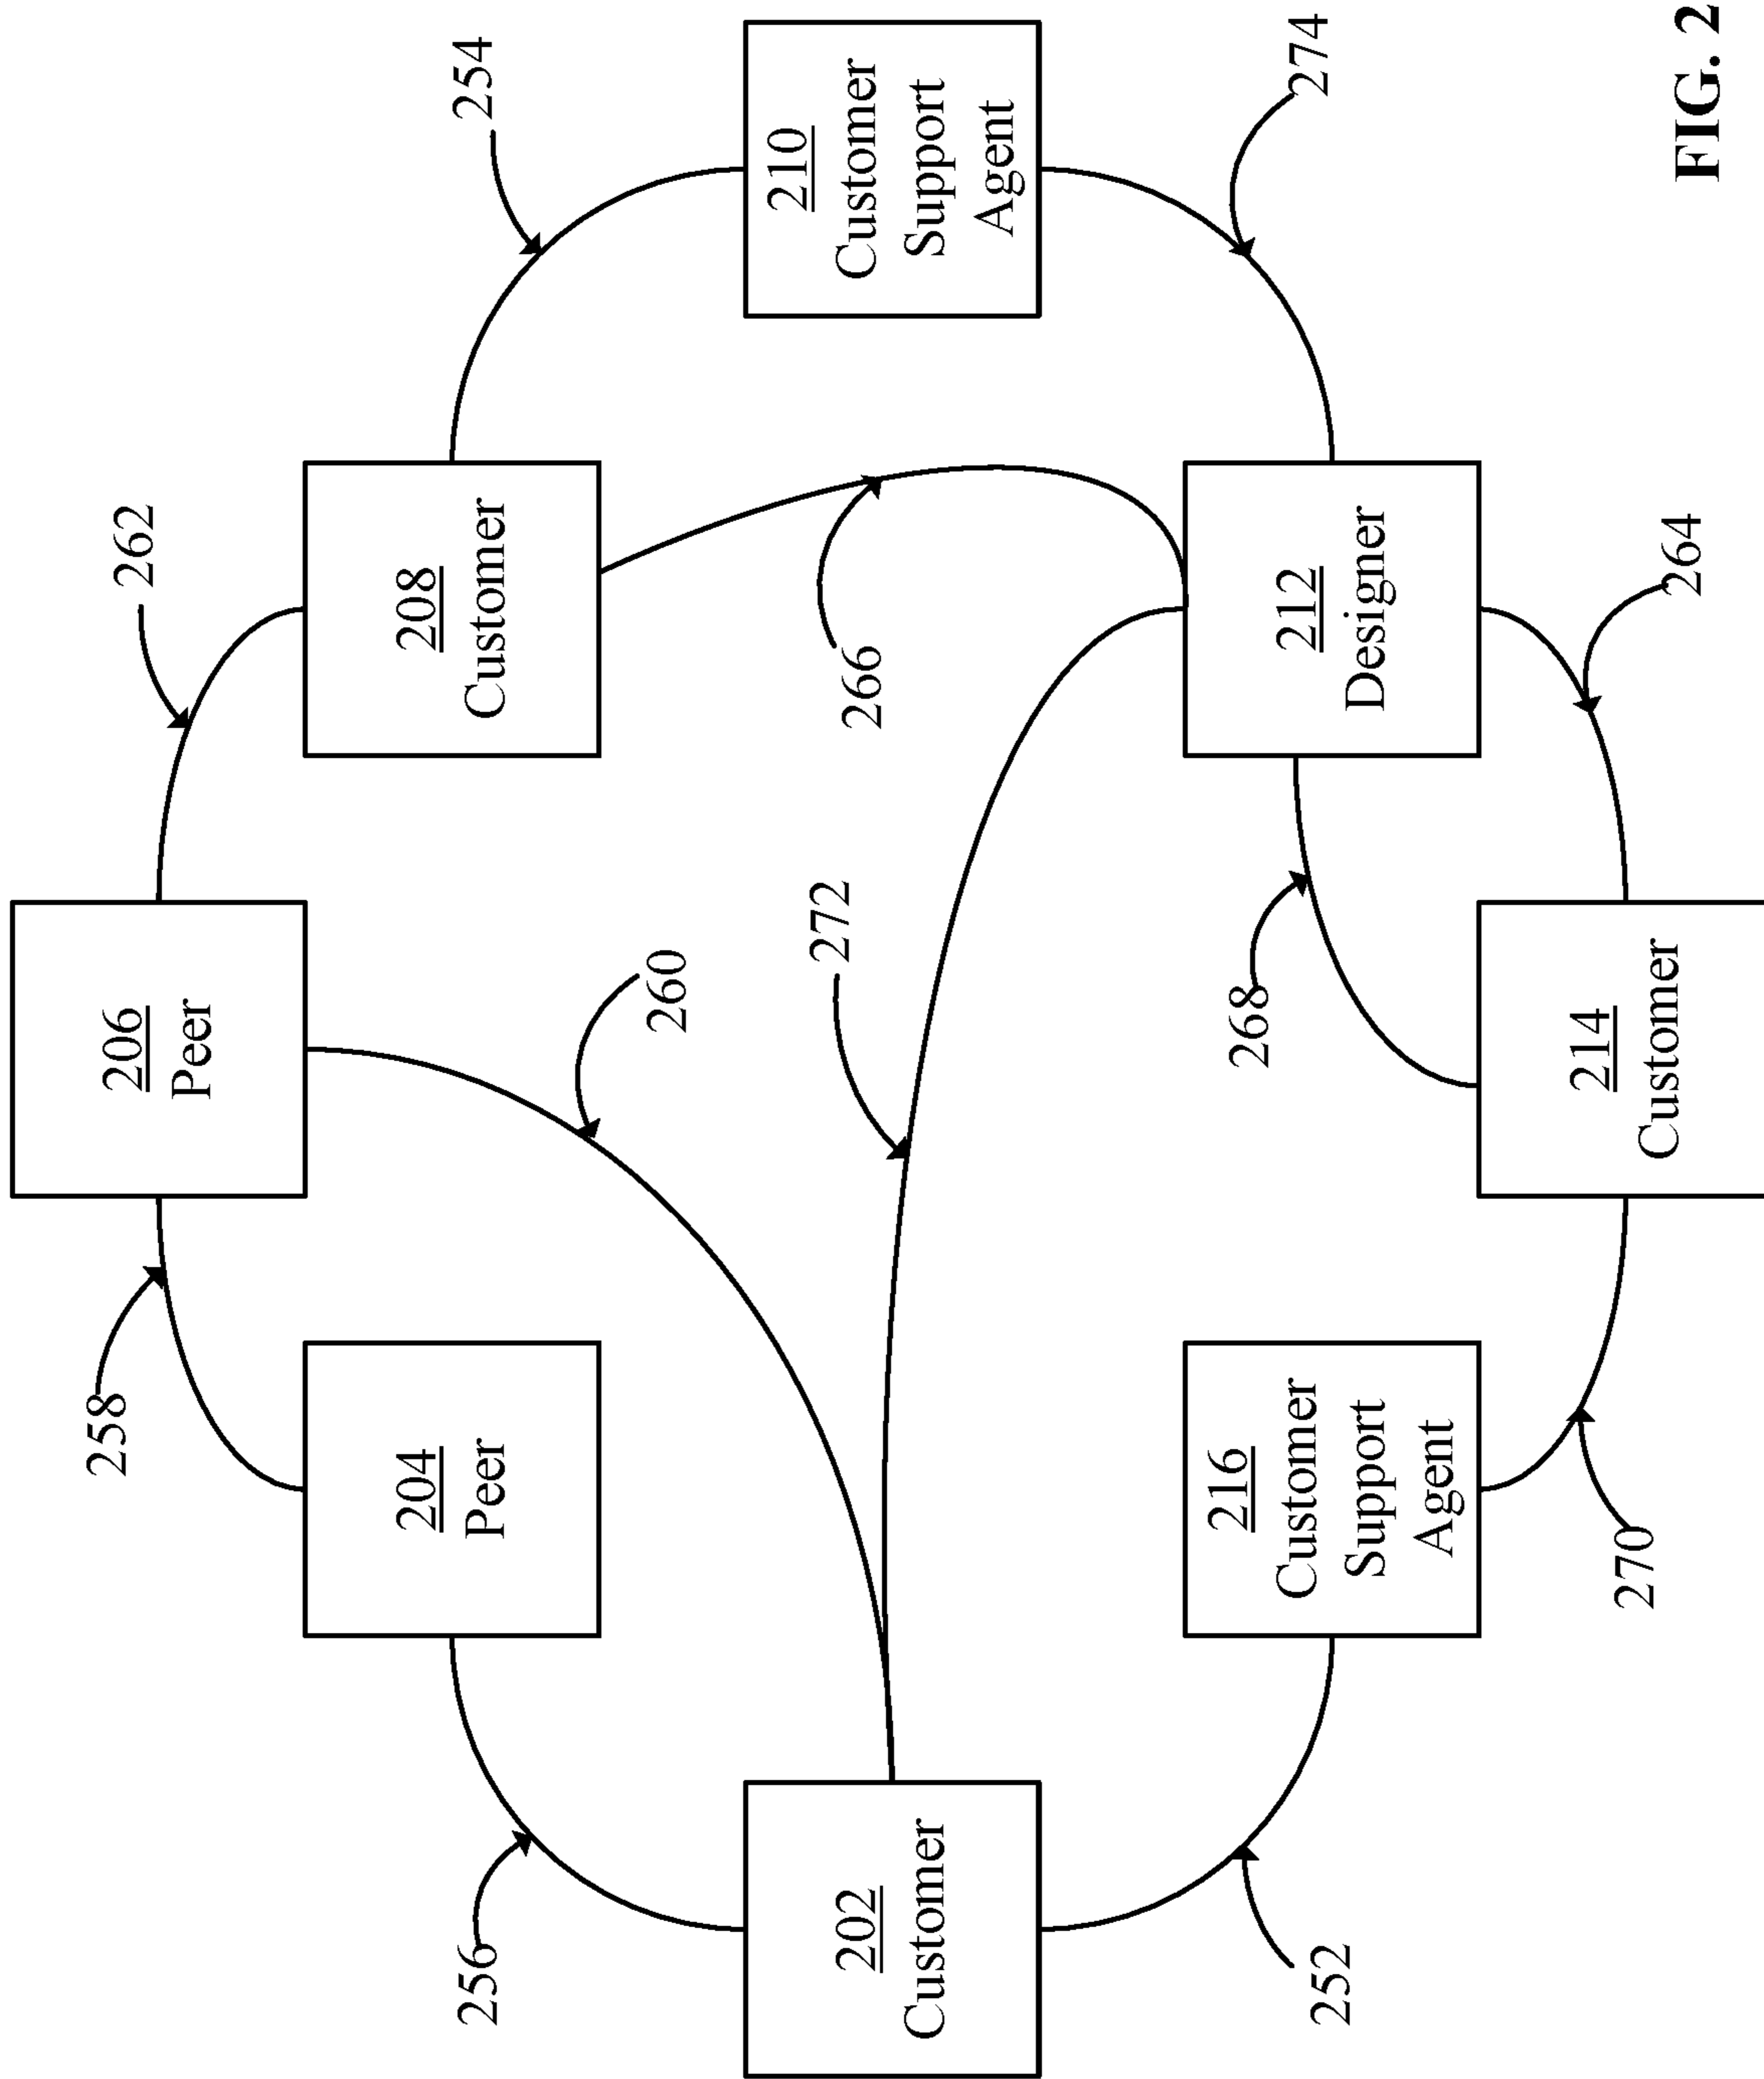 258
206
Peer
262
254
204
Peer
208
Customer
256
260
266
272
202
Customer
210
Customer
Support
Agent
252
216
Customer
Support
Agent
268
212
Designer
274
270
214
Customer
264
FIG. 2